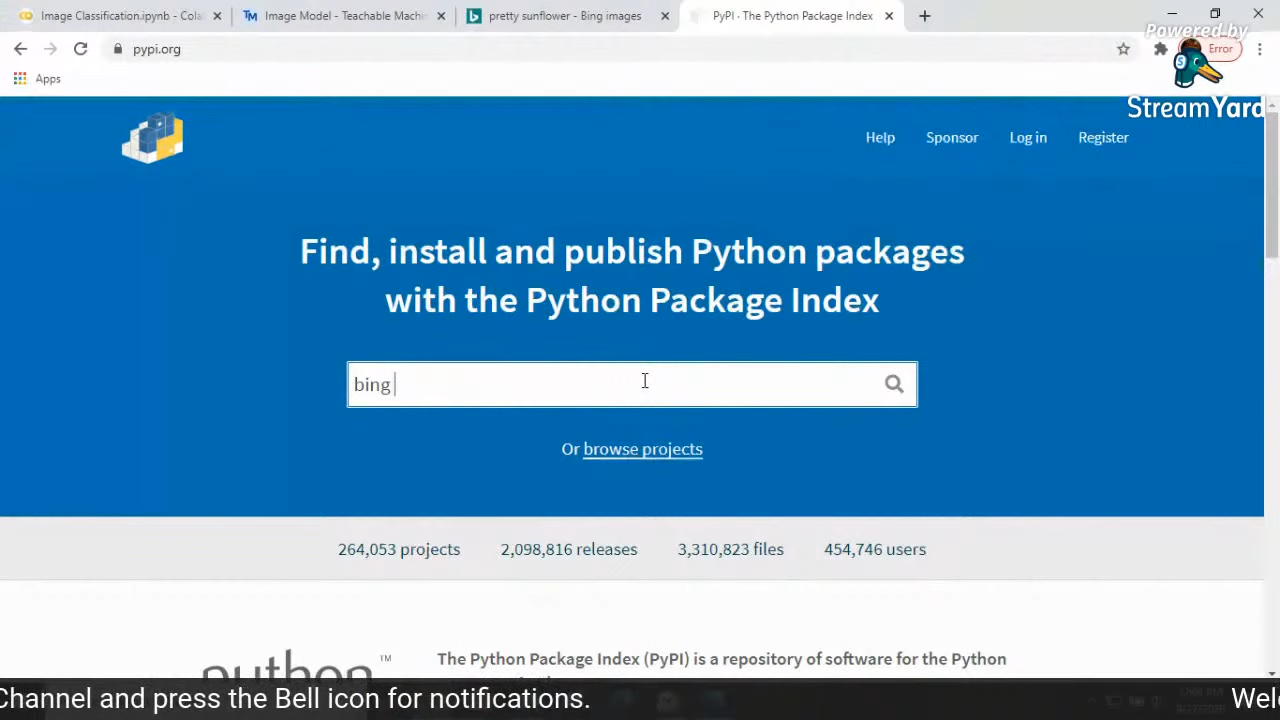 Image Classification.ipynb - Cola
Image Model - Teachable Machi
pretty sunflower - Bing images
PyPI · The Python Package Index
Powered by
pypi.org
Error
Apps
StreamYard
Help
Sponsor
Log in
Register
Find, install and publish Python packages
with the Python Package Index
bing
Or browse projects
264,053 projects
2,098,816 releases
3,310,823 files
454,746 users
python
TM
The Python Package Index (PyPI) is a repository of software for the Python
Channel and press the Bell icon for notifications.
Welc